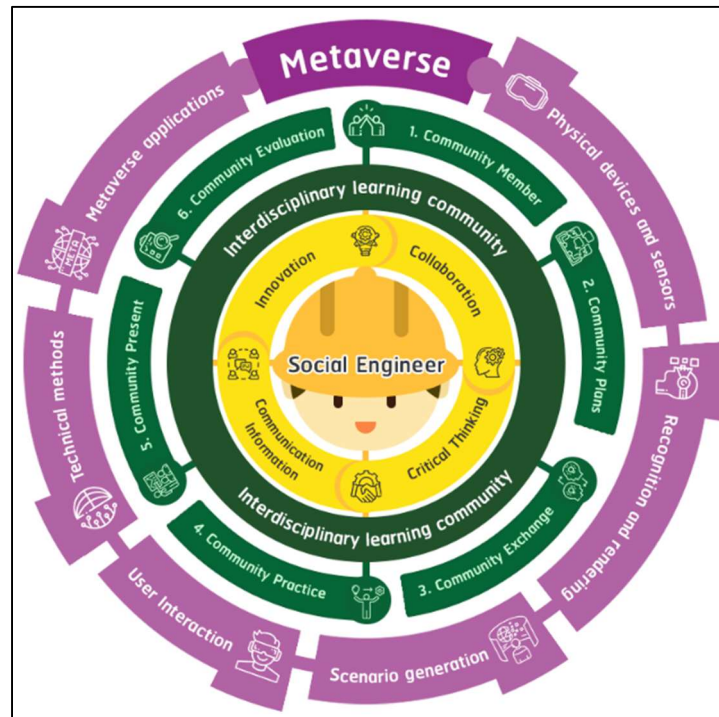 Metaverse
Physical devices and sensors
Recognition and rendering
Scenario generation
User Interaction
Technical methods
Metaverse applications
META
1. Community Member
2. Community Plans
3. Community Exchange
4. Community Practice
5. Community Present
6. Community Evaluation
Interdisciplinary learning community
Interdisciplinary learning community
Innovation
Collaboration
Critical Thinking
Communication
Information
Social Engineer